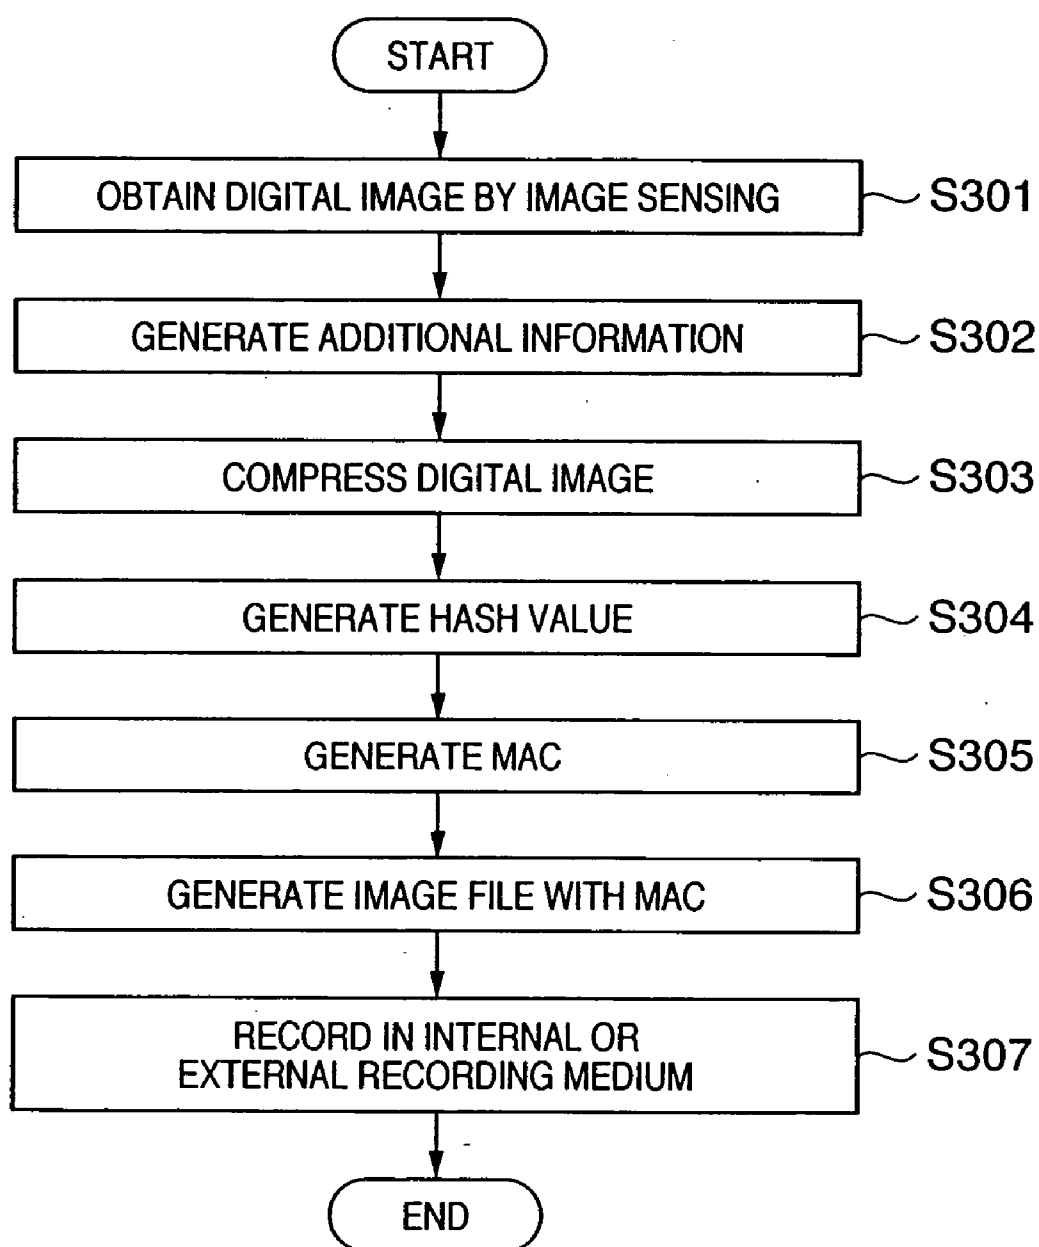 START
OBTAIN DIGITAL IMAGE BY IMAGE SENSING
S301
GENERATE ADDITIONAL INFORMATION
S302
COMPRESS DIGITAL IMAGE
S303
GENERATE HASH VALUE
S304
GENERATE MAC
S305
GENERATE IMAGE FILE WITH MAC
S306
RECORD IN INTERNAL OR
EXTERNAL RECORDING MEDIUM
S307
END